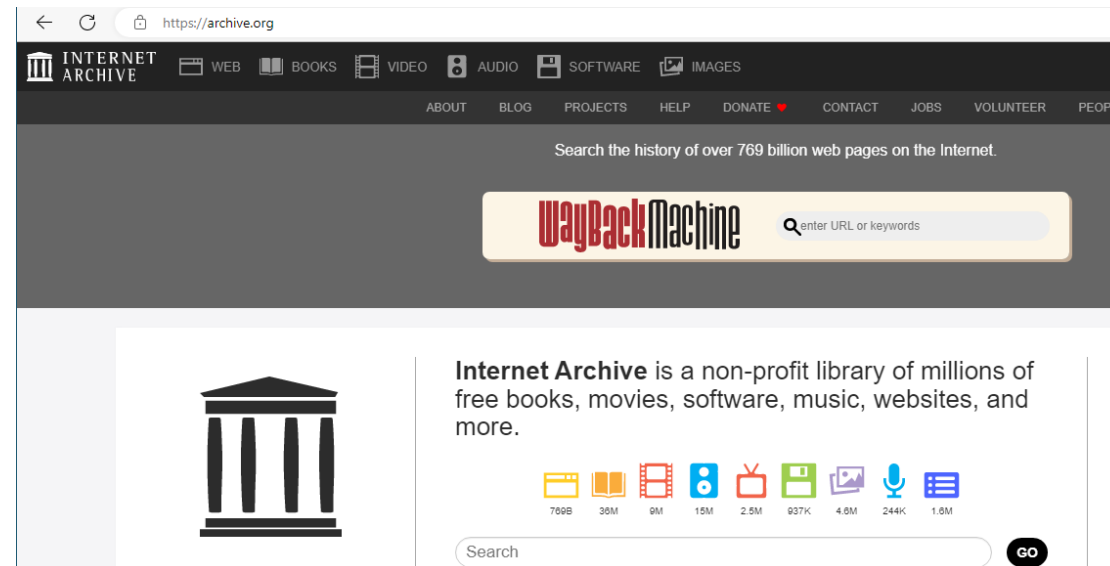 https://archive.org
INTERNET
ARCHIVE
WEB BOOKS VIDEO AUDIO SOFTWARE IMAGES
ABOUT BLOG PROJECTS HELP DONATE CONTACT JOBS VOLUNTEER
Search the history of over 769 billion web pages on the Internet.
WayBackMachine enter URL or keywords
Internet Archive is a non-profit library of millions of
free books, movies, software, music, websites, and
more.
769B 36M 9M 15M 2.5M 937K 4.6M 244K 1.6M
Search GO